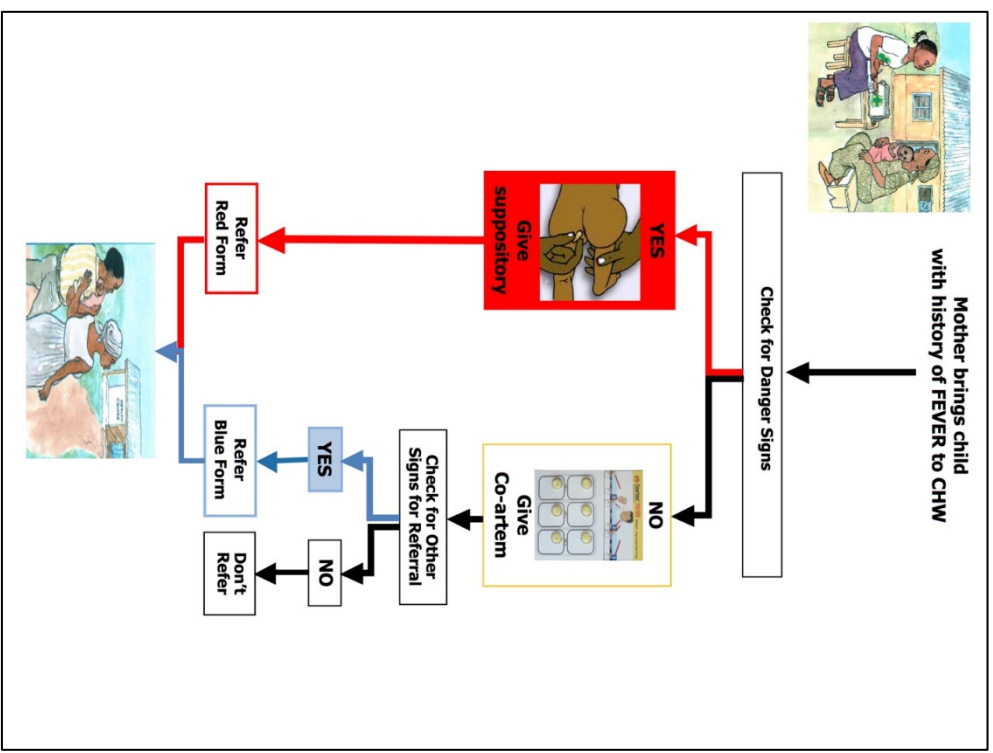 Mother brings child
with history of FEVER to CHW
Check for Danger Signs
YES
Give
suppository
Refer
Red Form
NO
Give
Co-artem
Check for Other
Signs for Referral
YES
Refer
Blue Form
NO
Don't
Refer